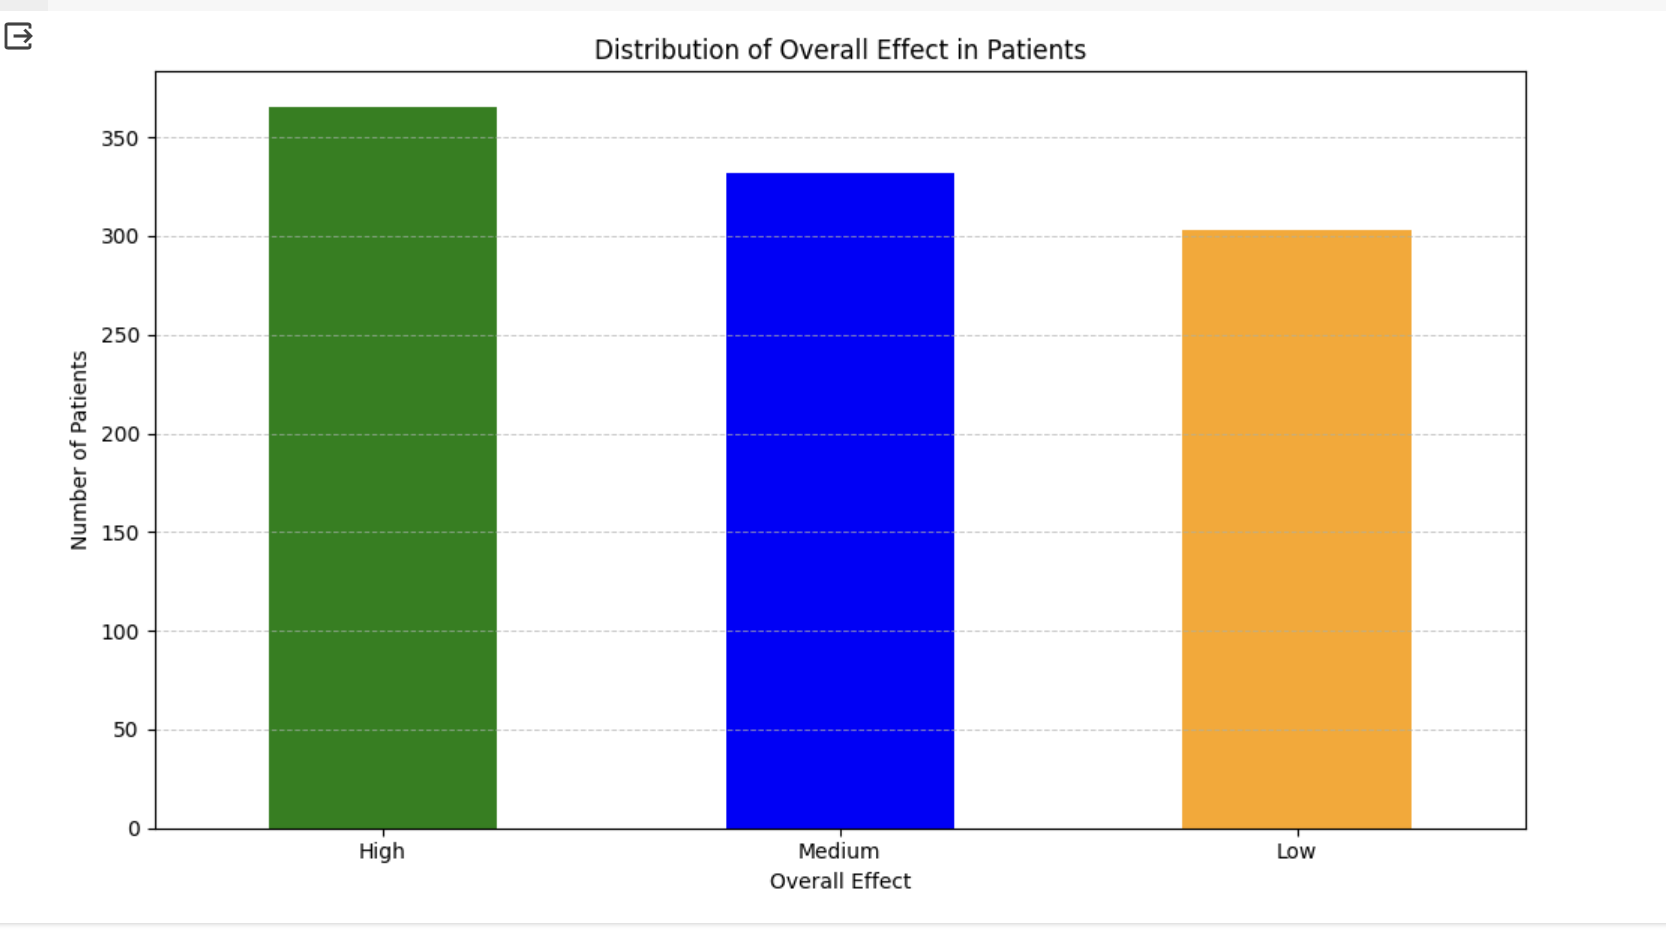 Distribution of Overall Effect in Patients
350
300
250
200
150
100
50
0
Number of Patients
High
Medium
Low
Overall Effect